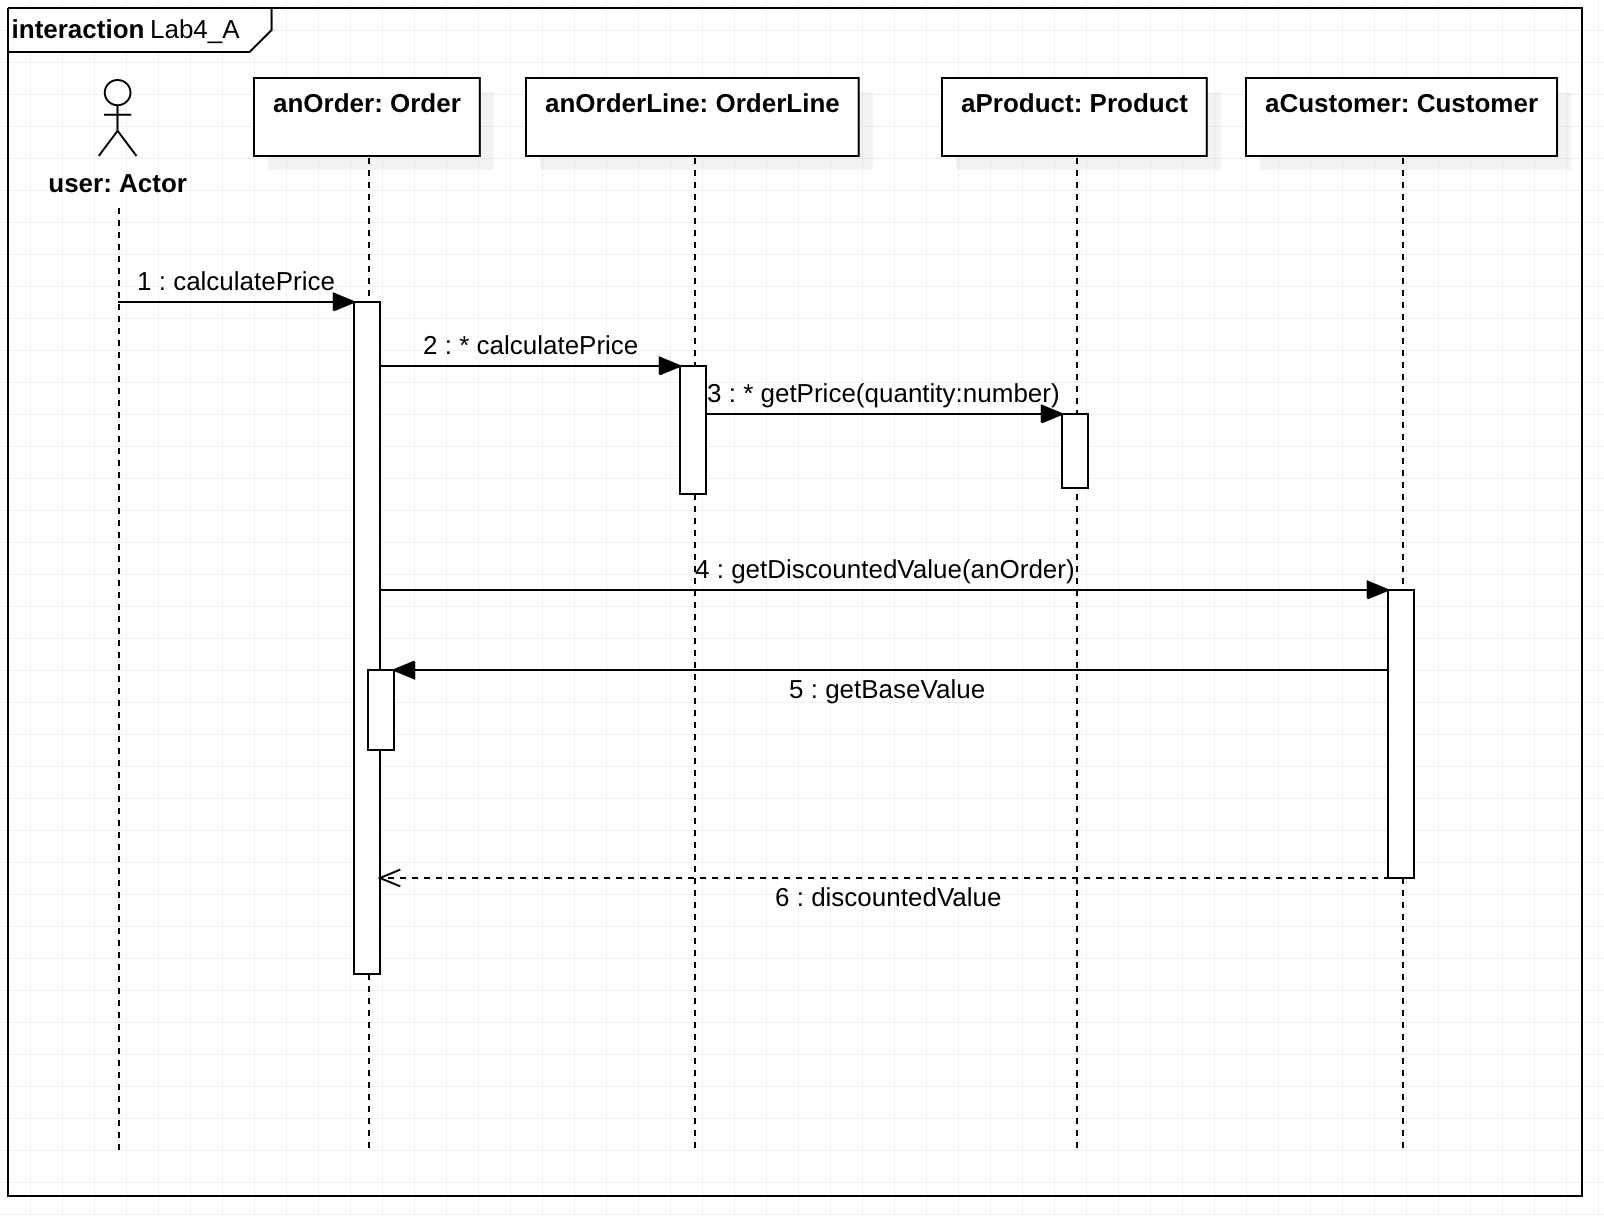 interaction Lab4_A
anOrder: Order
anOrderLine: OrderLine
aProduct: Product
aCustomer: Customer
user: Actor
1 : calculatePrice
2 : * calculatePrice
3 : * getPrice(quantity:number)
4 : getDiscountedValue(anOrder)
5 : getBaseValue
6 : discountedValue